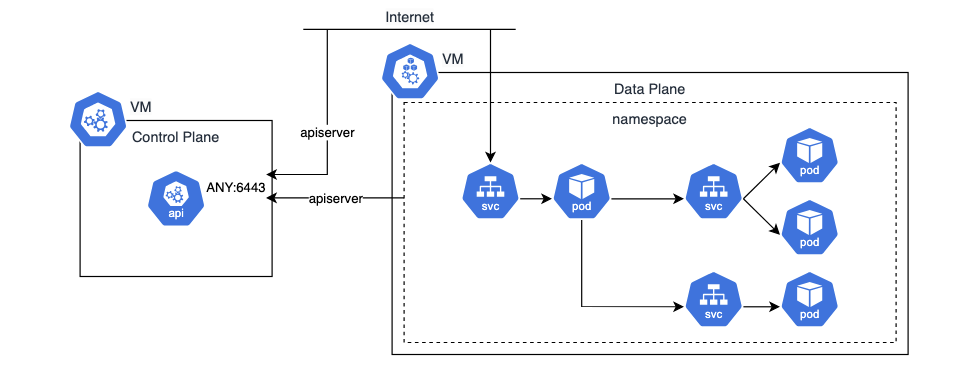 Internet
VM
VM
Data Plane
namespace
Control Plane
apiserver
ANY:6443
api
apiserver
svc
pod
svc
pod
pod
svc
pod